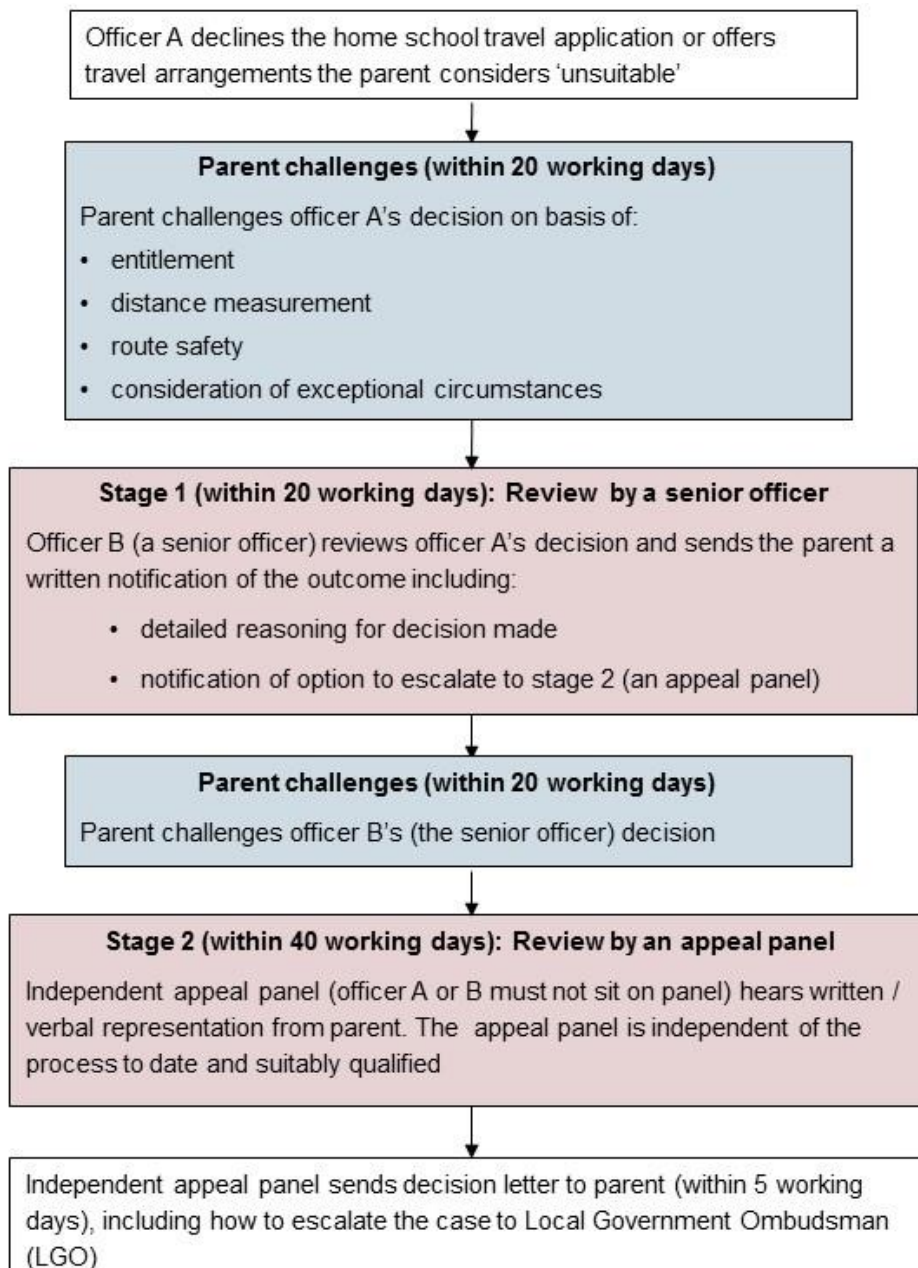 Officer A declines the home school travel application or offers
travel arrangements the parent considers ‘unsuitable’
Parent challenges (within 20 working days)
Parent challenges officer A’s decision on basis of:
• entitlement
• distance measurement
• route safety
• consideration of exceptional circumstances
Stage 1 (within 20 working days): Review by a senior officer
Officer B (a senior officer) reviews officer A’s decision and sends the parent a
written notification of the outcome including:
• detailed reasoning for decision made
• notification of option to escalate to stage 2 (an appeal panel)
Parent challenges (within 20 working days)
Parent challenges officer B’s (the senior officer) decision
Stage 2 (within 40 working days): Review by an appeal panel
Independent appeal panel (officer A or B must not sit on panel) hears written /
verbal representation from parent. The appeal panel is independent of the
process to date and suitably qualified
Independent appeal panel sends decision letter to parent (within 5 working
days), including how to escalate the case to Local Government Ombudsman
(LGO)